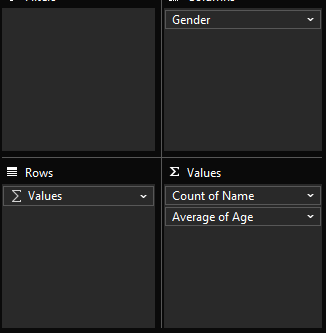 Gender
Rows
Values
Σ Values
Count of Name
Average of Age